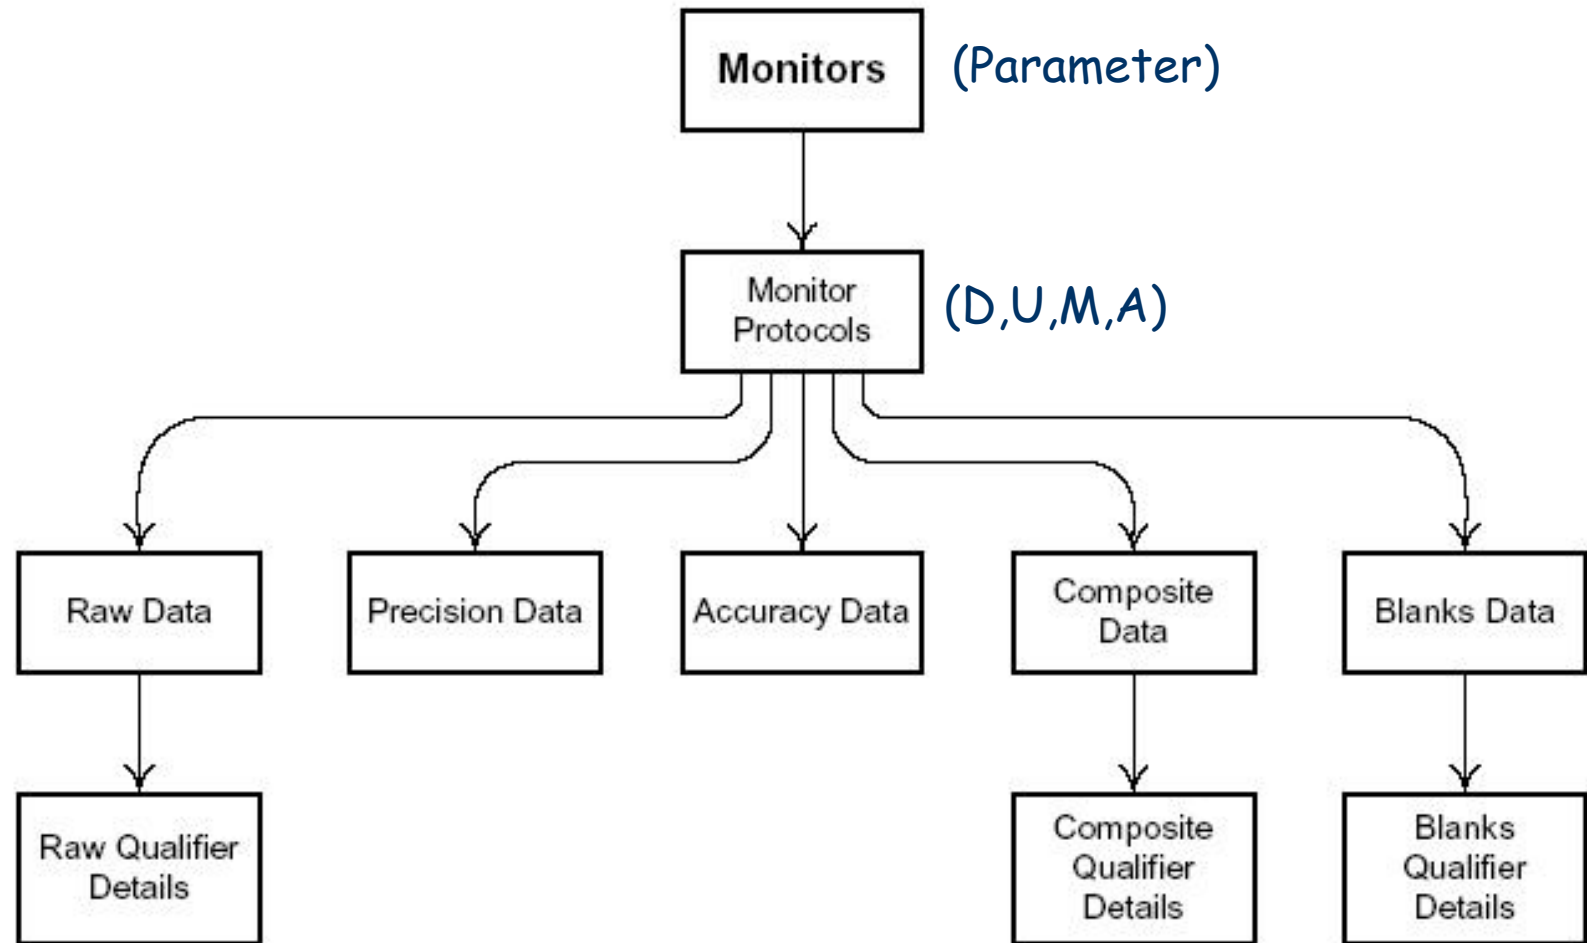 Monitors
(Parameter)
Monitor
Protocols
(D,U,M,A)
Raw Data
Precision Data
Accuracy Data
Composite
Data
Blanks Data
Raw Qualifier
Details
Composite
Qualifier
Details
Blanks
Qualifier
Details